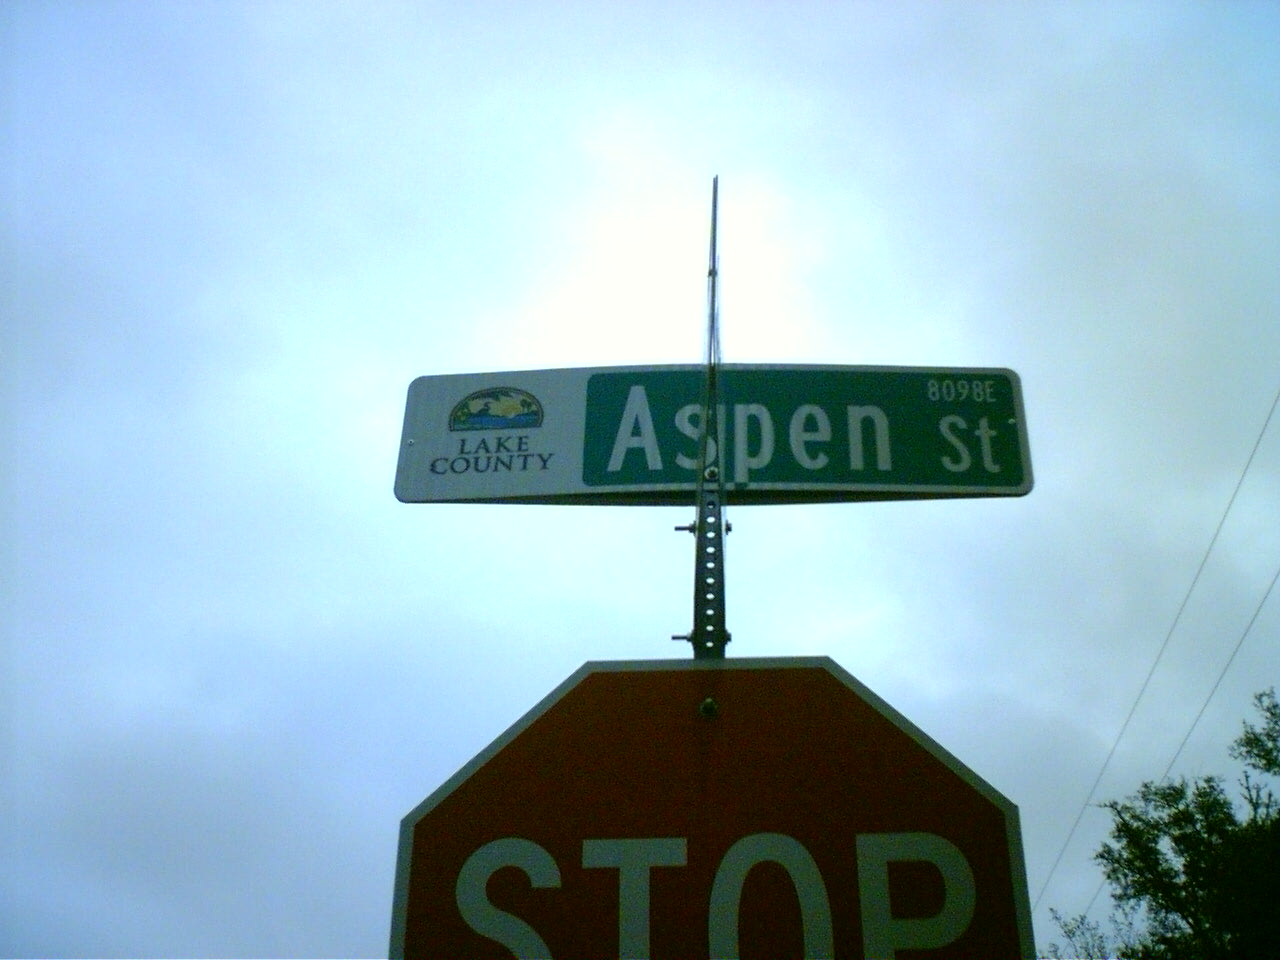 LAKE
COUNTY
Aspen St
8098E
STOP